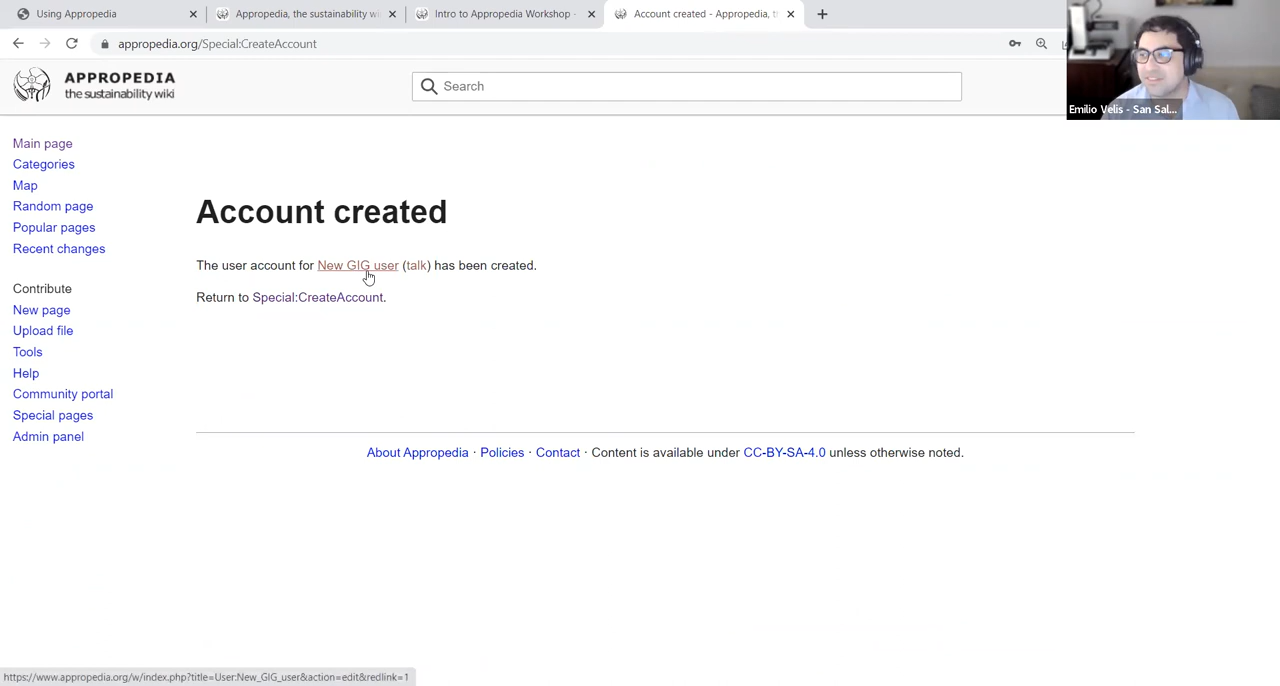 Using Appropedia
Appropedia, the sustainability wi
Intro to Appropedia Workshop -
Account created - Appropedia, t
appropedia.org/Special:CreateAccount
APPROPEDIA
the sustainability wiki
Search
Emilio Velis - San Sal...
Main page
Categories
Map
Random page
Popular pages
Recent changes
Contribute
New page
Upload file
Tools
Help
Community portal
Special pages
Admin panel
Account created
The user account for New GIG user (talk) has been created.
Return to Special:CreateAccount.
About Appropedia · Policies · Contact · Content is available under CC-BY-SA-4.0 unless otherwise noted.
https://www.appropedia.org/w/index.php?title=User:New_GIG_user&action=edit&redlink=1